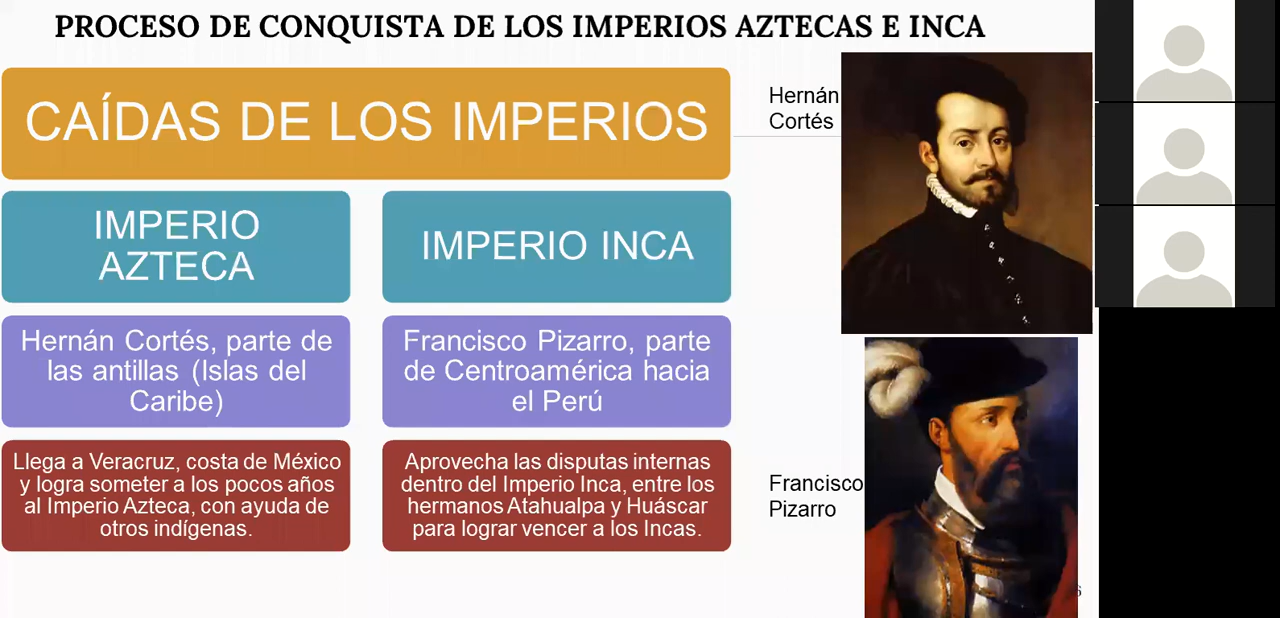 PROCESO DE CONQUISTA DE LOS IMPERIOS AZTECAS E INCA
CAÍDAS DE LOS IMPERIOS
IMPERIO
AZTECA
IMPERIO INCA
Hernán Cortés, parte de
las antillas (Islas del
Caribe)
Francisco Pizarro, parte
de Centroamérica hacia
el Perú
Llega a Veracruz, costa de México
y logra someter a los pocos años
al Imperio Azteca, con ayuda de
otros indígenas.
Aprovecha las disputas internas
dentro del Imperio Inca, entre los
hermanos Atahualpa y Huáscar
para lograr vencer a los Incas.
Hernán
Cortés
Francisco
Pizarro
6